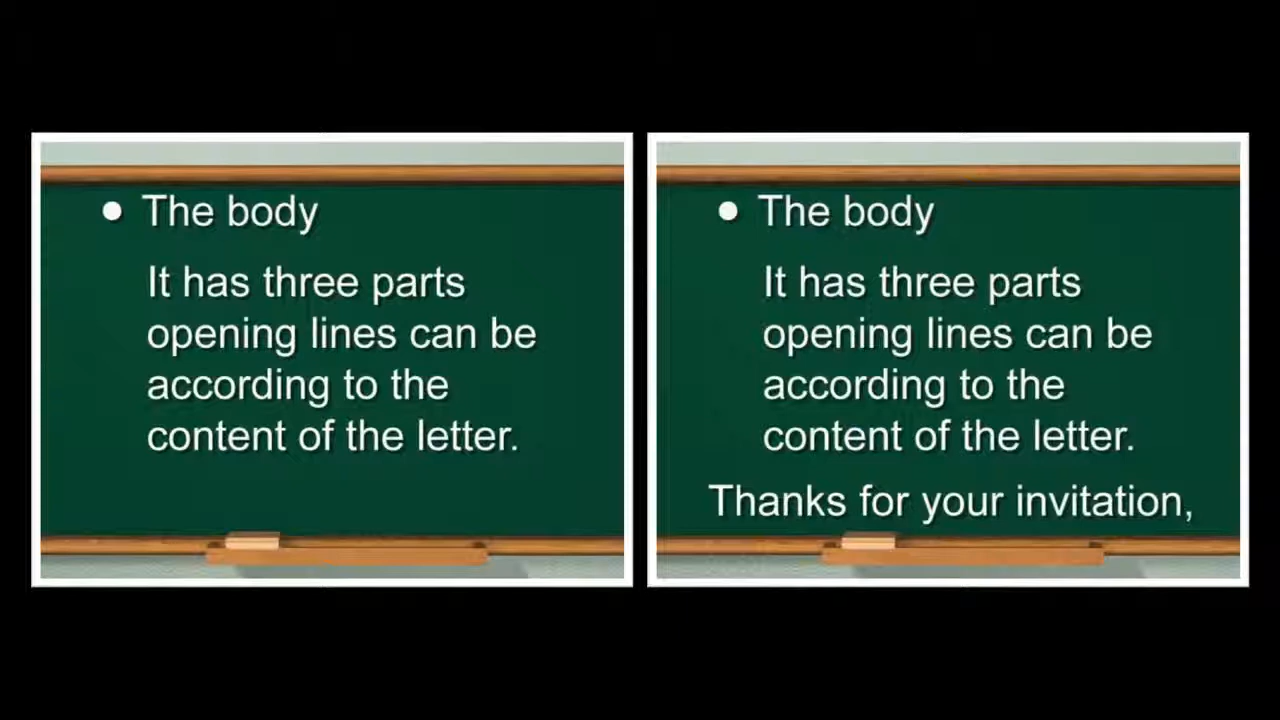 The body
It has three parts
opening lines can be
according to the
content of the letter.
The body
It has three parts
opening lines can be
according to the
content of the letter.
Thanks for your invitation,